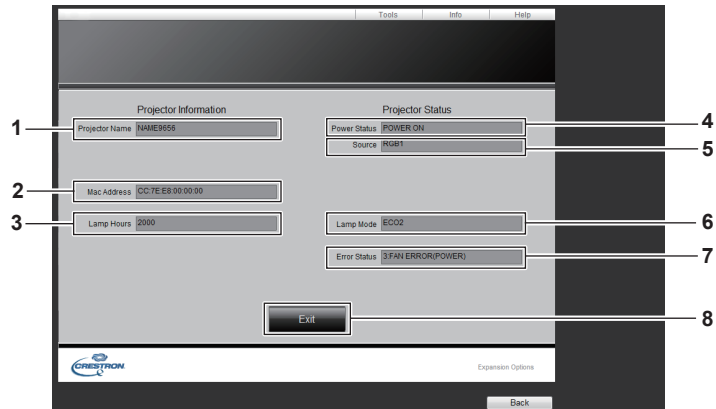 Tools Info Help
Projector Information Projector Status
1 Projector Name NAME9656 Power Status POWER ON 4
Source RGB1 5
2 Mac Address CC:7E:E8:00:00:00
3 Lamp Hours 2000 Lamp Mode ECO2 6
Error Status 3:FAN ERROR(POWER) 7
Exit 8
CRESTRON Expansion Options
Back